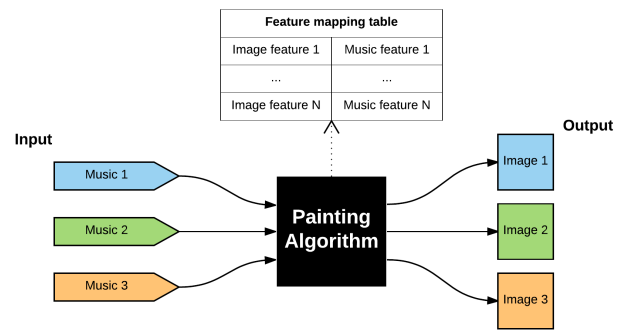 Feature mapping table
Image feature 1 Music feature 1
... ...
Image feature N Music feature N
Input
Output
Music 1
Image 1
Music 2
Painting
Algorithm
Image 2
Music 3
Image 3